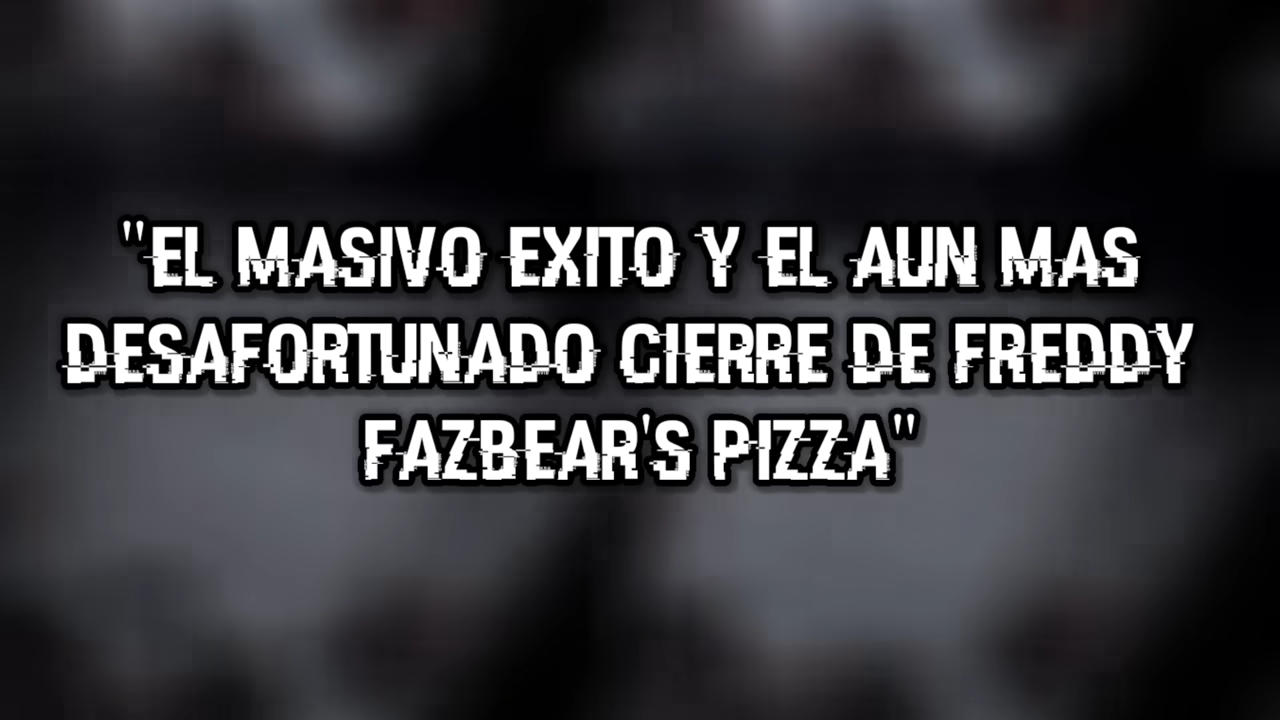 "EL MASIVO EXITO Y EL AUN MAS
DESAFORTUNADO CIERRE DE FREDDY
FAZBEAR'S PIZZA"